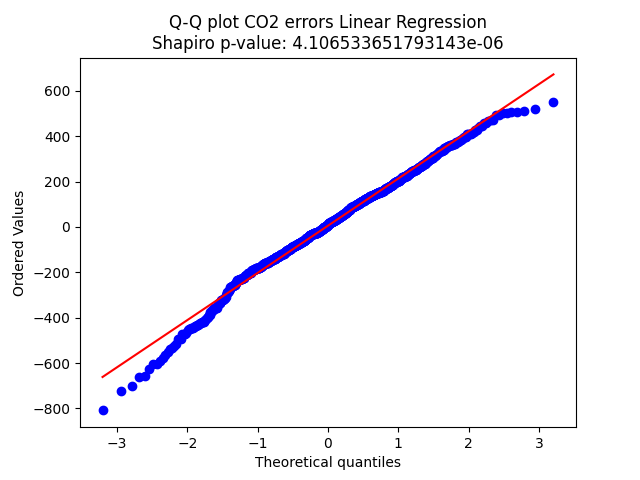 Q-Q plot CO2 errors Linear Regression
Shapiro p-value: 4.106533651793143e-06
600
400
200
0
−200
−400
−600
−800
Ordered Values
−3 −2 −1 0 1 2 3
Theoretical quantiles